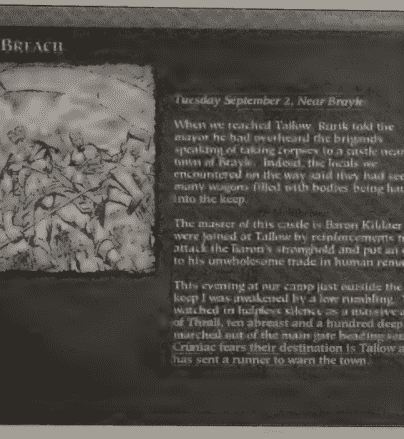 BREACH
Tuesday September 2, Near Brayle
When we reached Tallow, Rurik told the
mayor he had overheard the brigands
speaking of taking corpses to a castle near
town of Brayle. Indeed, the locals we
encountered on the way said they had see
many wagons filled with bodies being hau
into the keep.
The master of this castle is Baron Kildaer
were joined at Tallow by reinforcements
attack the Baron's stronghold and put an
to his unwholesome trade in human rema
This evening at our camp just outside the
keep I was awakened by a low rumbling.
watched in helpless silence as a massive a
of Thrall, ten abreast and a hundred deep
marched out of the main gate heading
fears their destination is Tallow a
has sent a runner to warn the town.